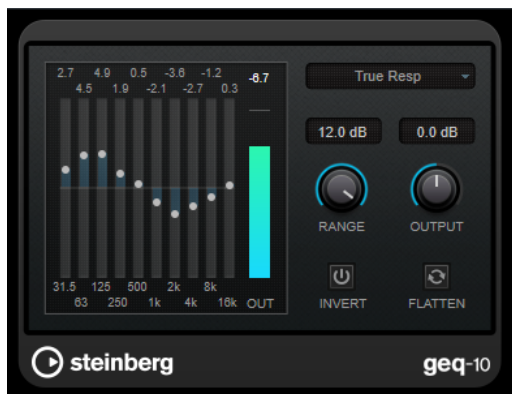 2.7 4.9 0.5 -3.6 -1.2
4.5 1.9 -2.1 -2.7 0.3
-6.7
True Resp
12.0 dB 0.0 dB
RANGE OUTPUT
31.5 125 500 2k 8k
63 250 1k 4k 16k OUT
INVERT FLATTEN
steinberg geq-10